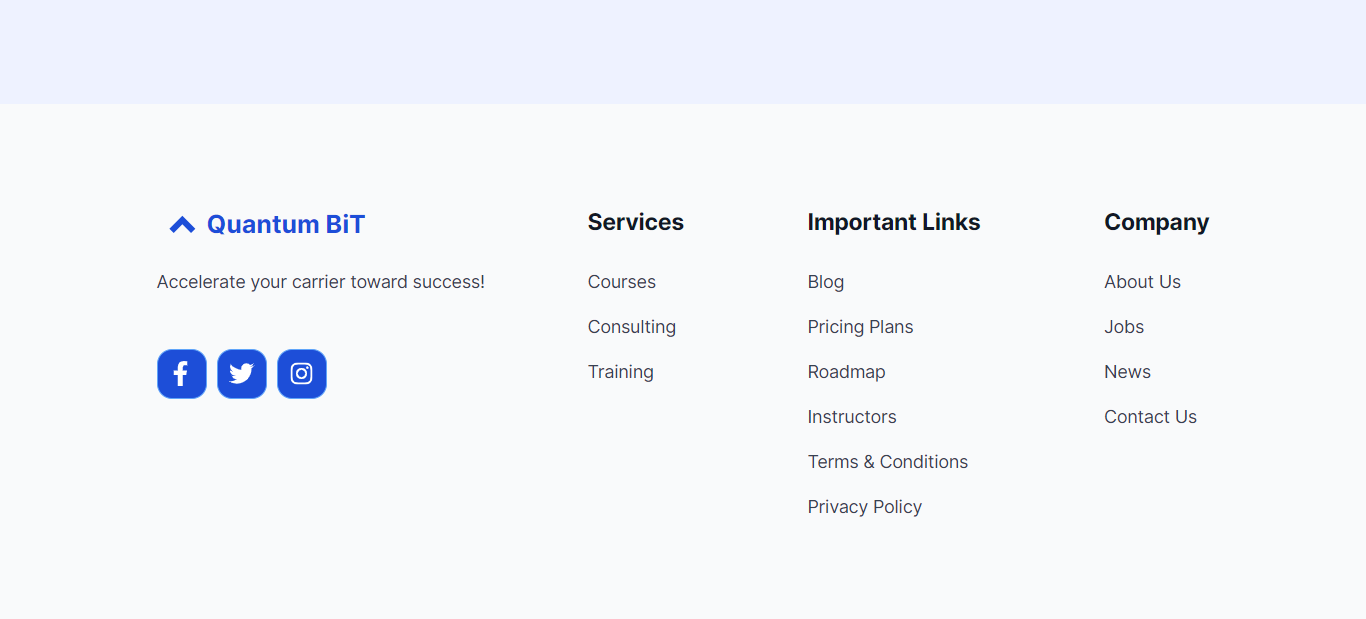 Quantum BiT
Accelerate your carrier toward success!
Services
Courses
Consulting
Training
Important Links
Blog
Pricing Plans
Roadmap
Instructors
Terms & Conditions
Privacy Policy
Company
About Us
Jobs
News
Contact Us